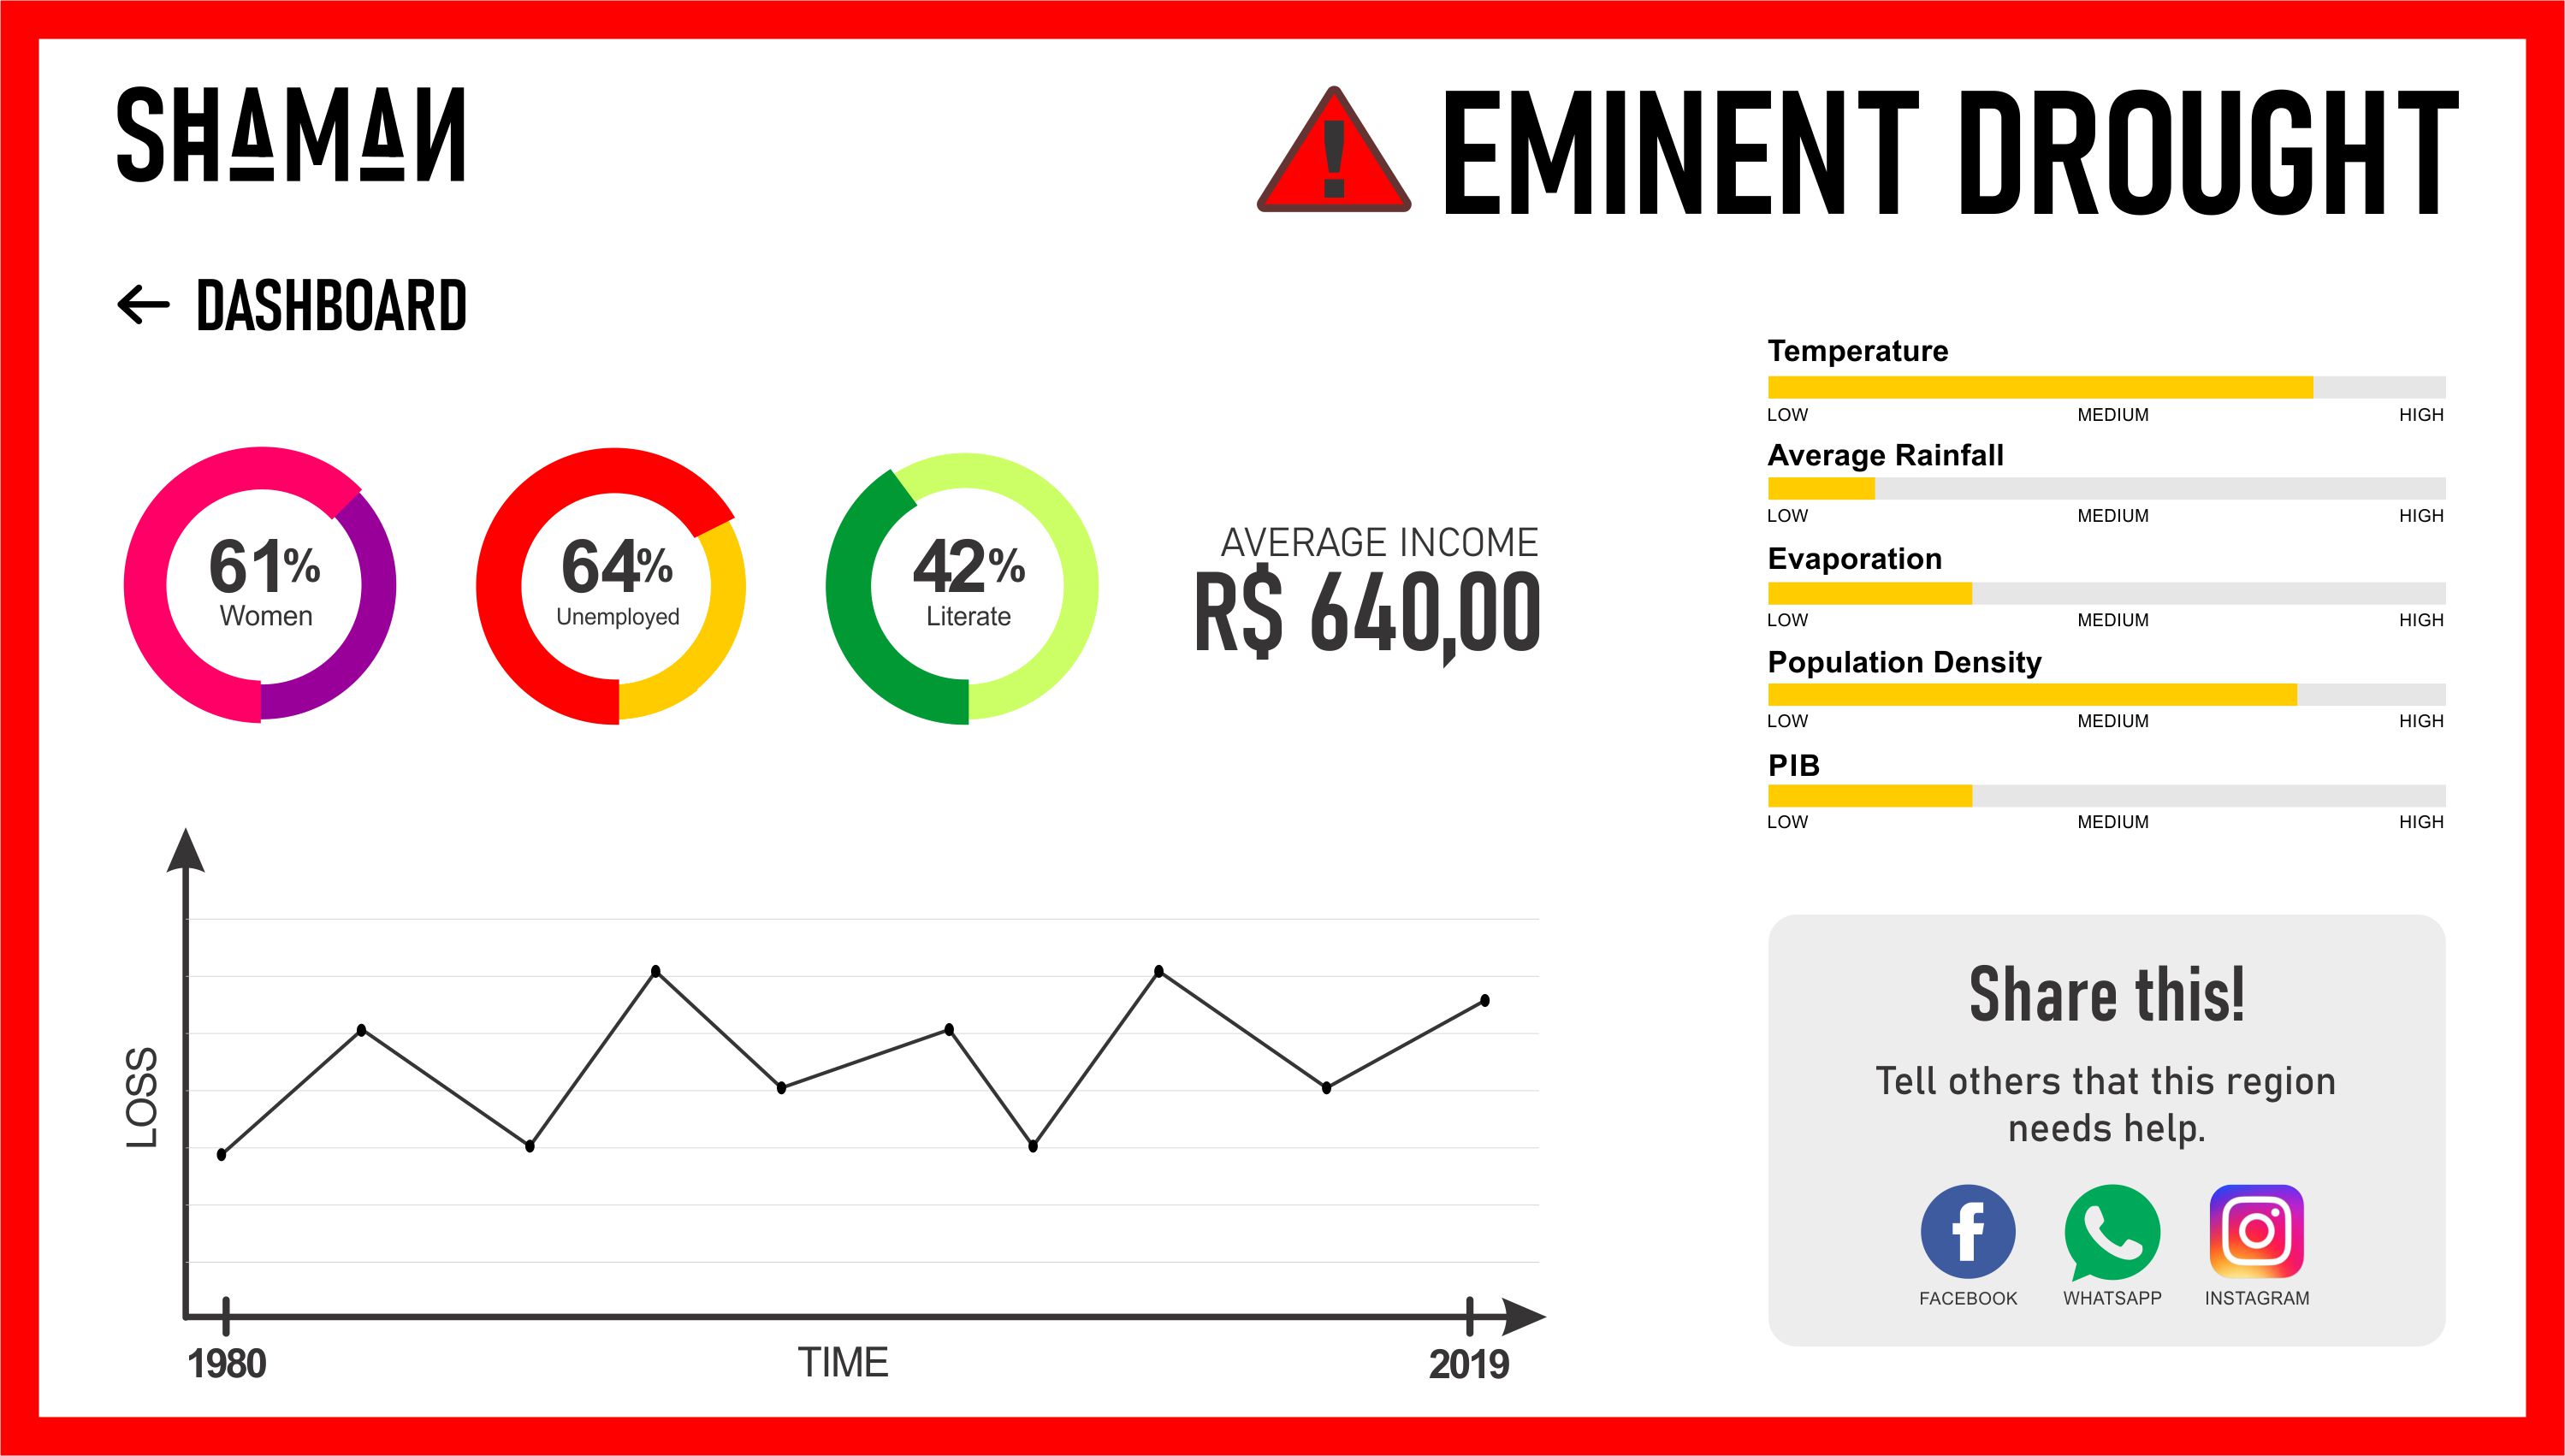 SHAMAN
! EMINENT DROUGHT
← DASHBOARD
61%
Women
64%
Unemployed
42%
Literate
AVERAGE INCOME
R$ 640,00
Temperature
LOW MEDIUM HIGH
Average Rainfall
LOW MEDIUM HIGH
Evaporation
LOW MEDIUM HIGH
Population Density
LOW MEDIUM HIGH
PIB
LOW MEDIUM HIGH
LOSS
1980 TIME 2019
Share this!
Tell others that this region
needs help.
FACEBOOK WHATSAPP INSTAGRAM